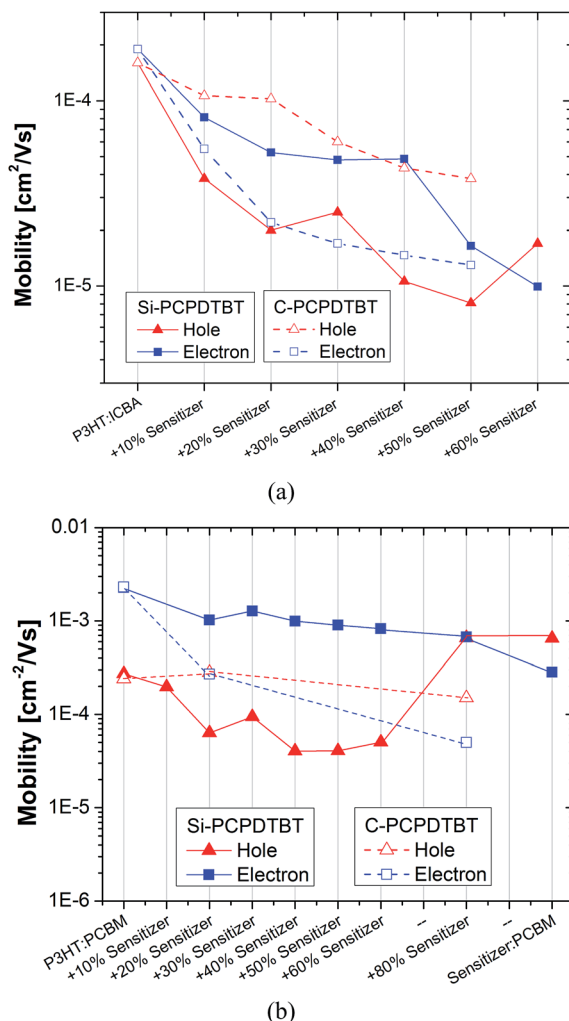 Mobility [cm²/Vs]
1E-4
1E-5
Si-PCPDTBT
Hole
Electron
C-PCPDTBT
Hole
Electron
P3HT:ICBA
+10% Sensitizer
+20% Sensitizer
+30% Sensitizer
+40% Sensitizer
+50% Sensitizer
+60% Sensitizer
(a)
Mobility [cm⁻²/Vs]
0.01
1E-3
1E-4
1E-5
1E-6
Si-PCPDTBT
Hole
Electron
C-PCPDTBT
Hole
Electron
P3HT:PCBM
+10% Sensitizer
+20% Sensitizer
+30% Sensitizer
+40% Sensitizer
+50% Sensitizer
+60% Sensitizer
--
+80% Sensitizer
--
Sensitizer:PCBM
(b)